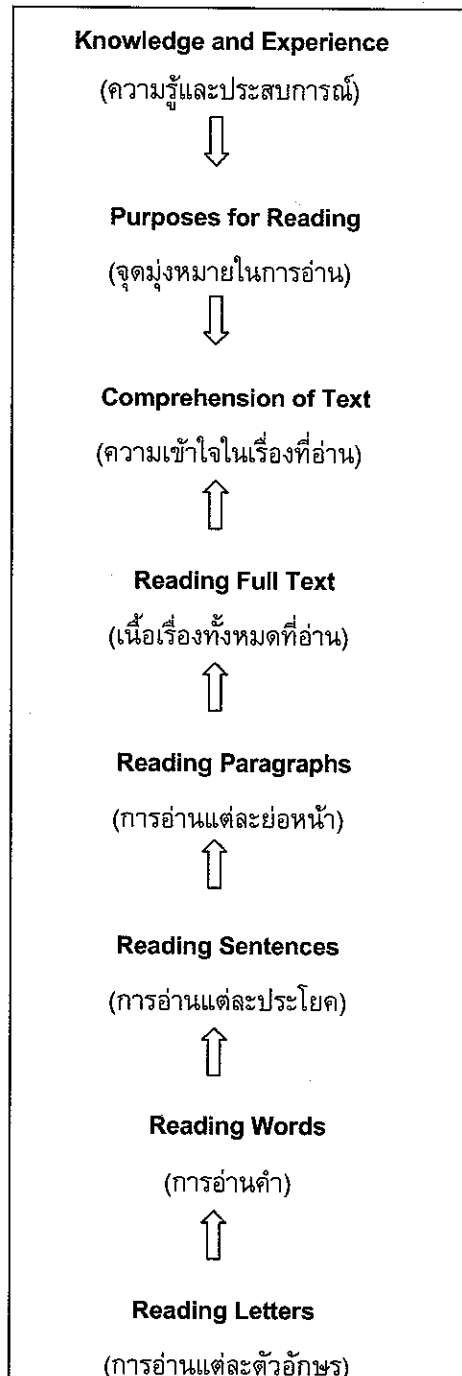 Knowledge and Experience
(ความรู้และประสบการณ์)
Purposes for Reading
(จุดมุ่งหมายในการอ่าน)
Comprehension of Text
(ความเข้าใจในเรื่องที่อ่าน)
Reading Full Text
(เนื้อเรื่องทั้งหมดที่อ่าน)
Reading Paragraphs
(การอ่านแต่ละย่อหน้า)
Reading Sentences
(การอ่านแต่ละประโยค)
Reading Words
(การอ่านคำ)
Reading Letters
(การอ่านแต่ละตัวอักษร)